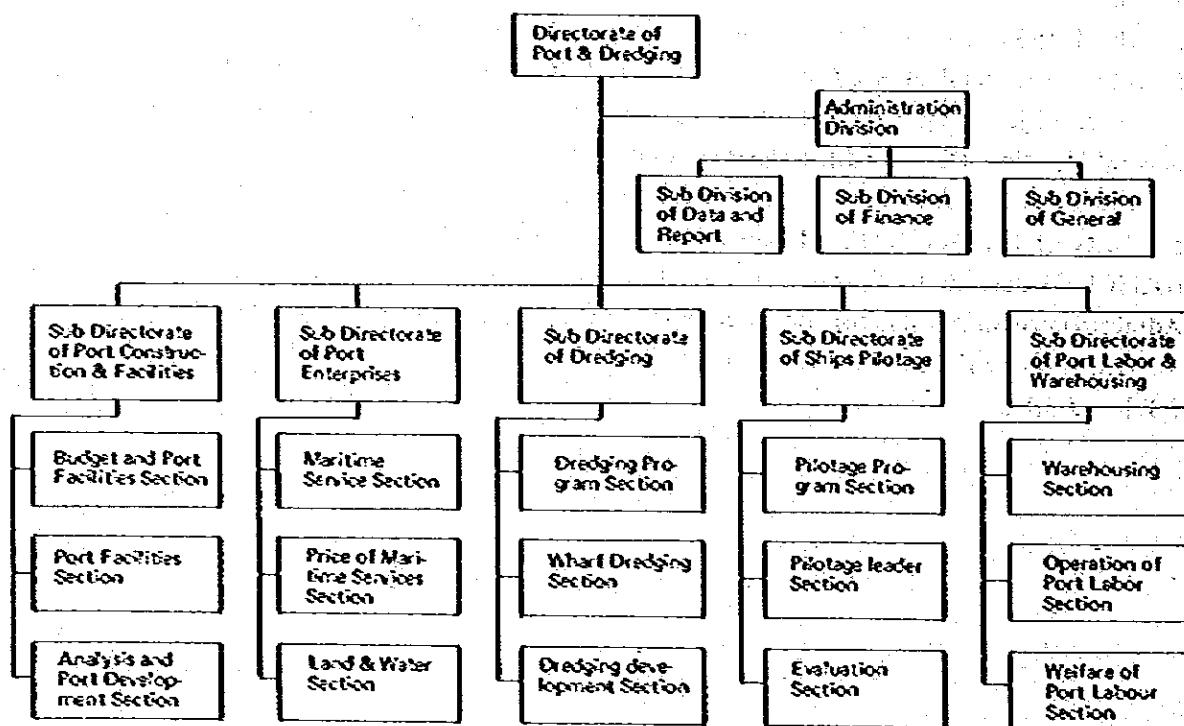 Directorate of
Port & Dredging
Administration
Division
Sub Division
of Data and
Report
Sub Division
of Finance
Sub Division
of General
Sub Directorate
of Port Construc-
tion & Facilities
Sub Directorate
of Port
Enterprises
Sub Directorate
of Dredging
Sub Directorate
of Ships Pilotage
Sub Directorate
of Port Labor &
Warehousing
Budget and Port
Facilities Section
Maritime
Service Section
Dredging Pro-
gram Section
Pilotage Pro-
gram Section
Warehousing
Section
Port Facilities
Section
Price of Mari-
time Services
Section
Wharf Dredging
Section
Pilotage leader
Section
Operation of
Port Labor
Section
Analysis and
Port Develop-
ment Section
Land & Water
Section
Dredging deve-
lopment Section
Evaluation
Section
Welfare of
Port Labour
Section